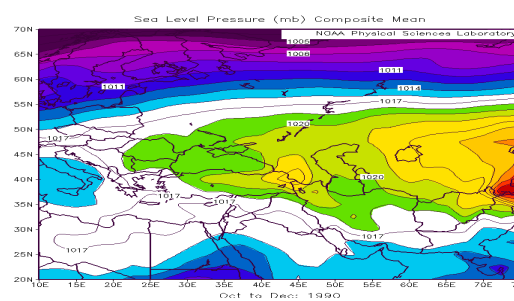 Sea Level Pressure (mb) Composite Mean
70N
NOAA Physical Sciences Laboratory
1005
65N
1008
1011
60N
1011
1014
55N
1017
1020
50N
1017
45N
1020
40N
1017
35N
1017
30N
1017
1017
25N
20N
10E 15E 20E 25E 30E 35E 40E 45E 50E 55E 60E 65E 70E
Oct to Dec: 1990